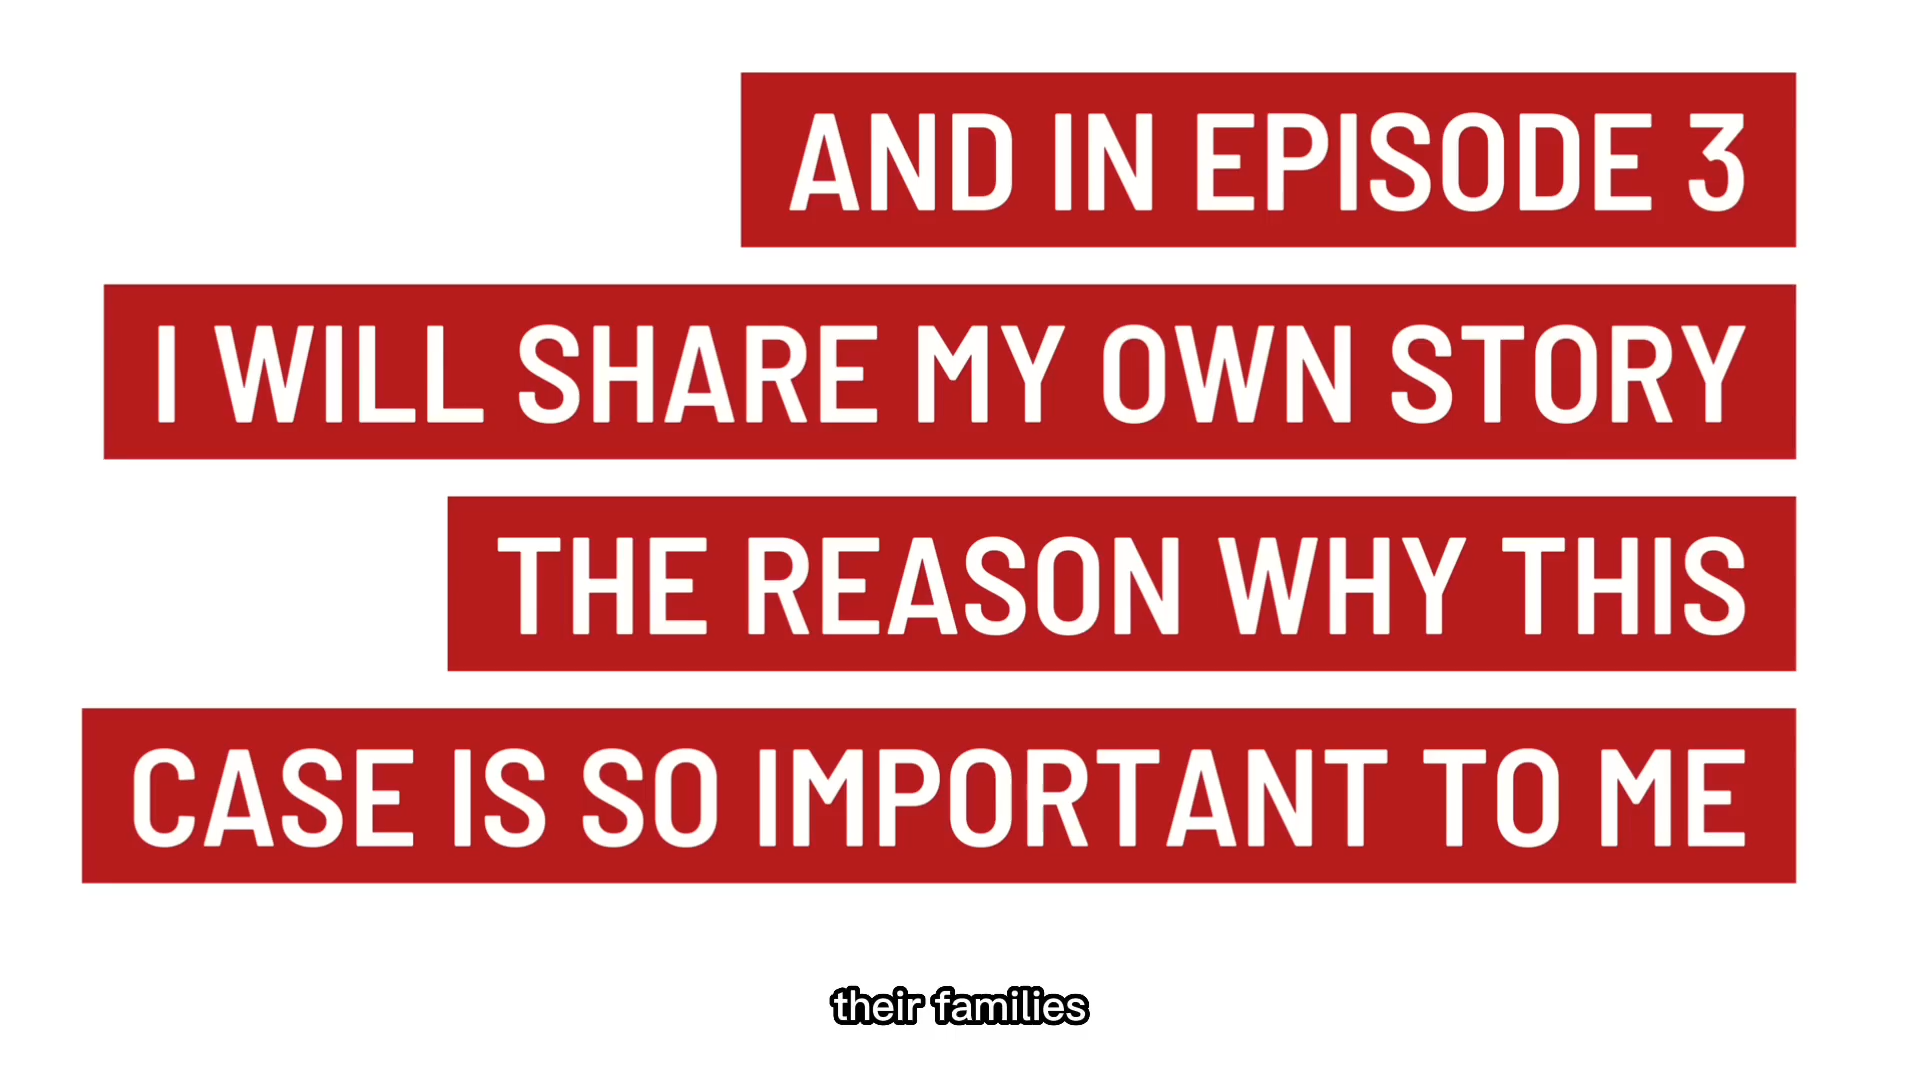 AND IN EPISODE 3
I WILL SHARE MY OWN STORY
THE REASON WHY THIS
CASE IS SO IMPORTANT TO ME
their families